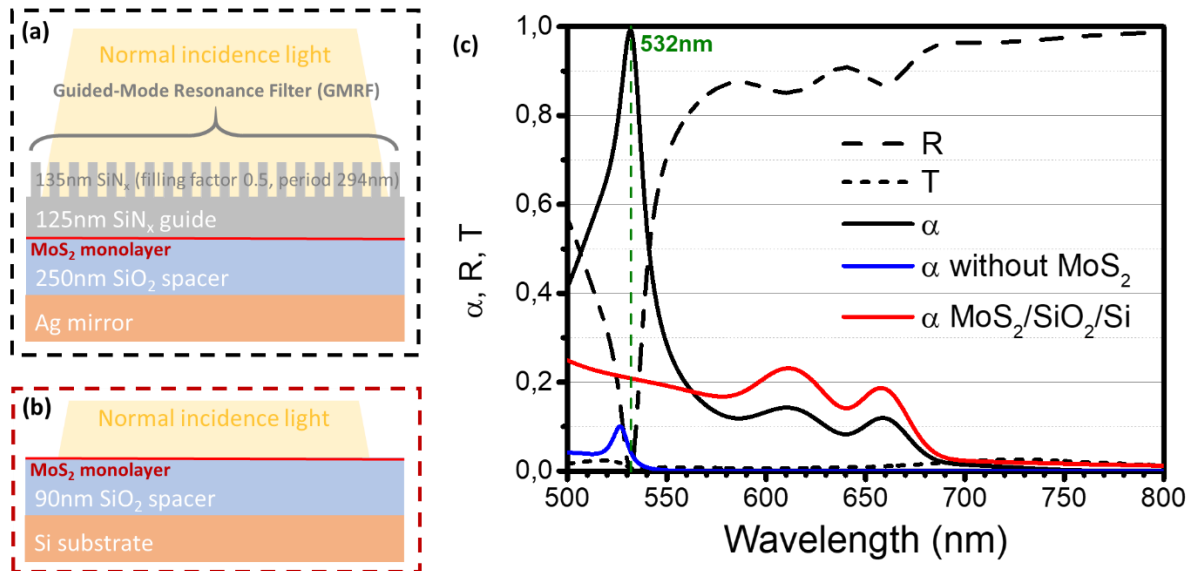 (a)
Normal incidence light
Guided-Mode Resonance Filter (GMRF)
135nm SiNₓ (filling factor 0.5, period 294nm)
125nm SiNₓ guide
MoS₂ monolayer
250nm SiO₂ spacer
Ag mirror
(b)
Normal incidence light
MoS₂ monolayer
90nm SiO₂ spacer
Si substrate
(c)
532nm
R
T
α
α without MoS₂
α MoS₂/SiO₂/Si
α, R, T
1,0
0,8
0,6
0,4
0,2
0,0
500 550 600 650 700 750 800
Wavelength (nm)